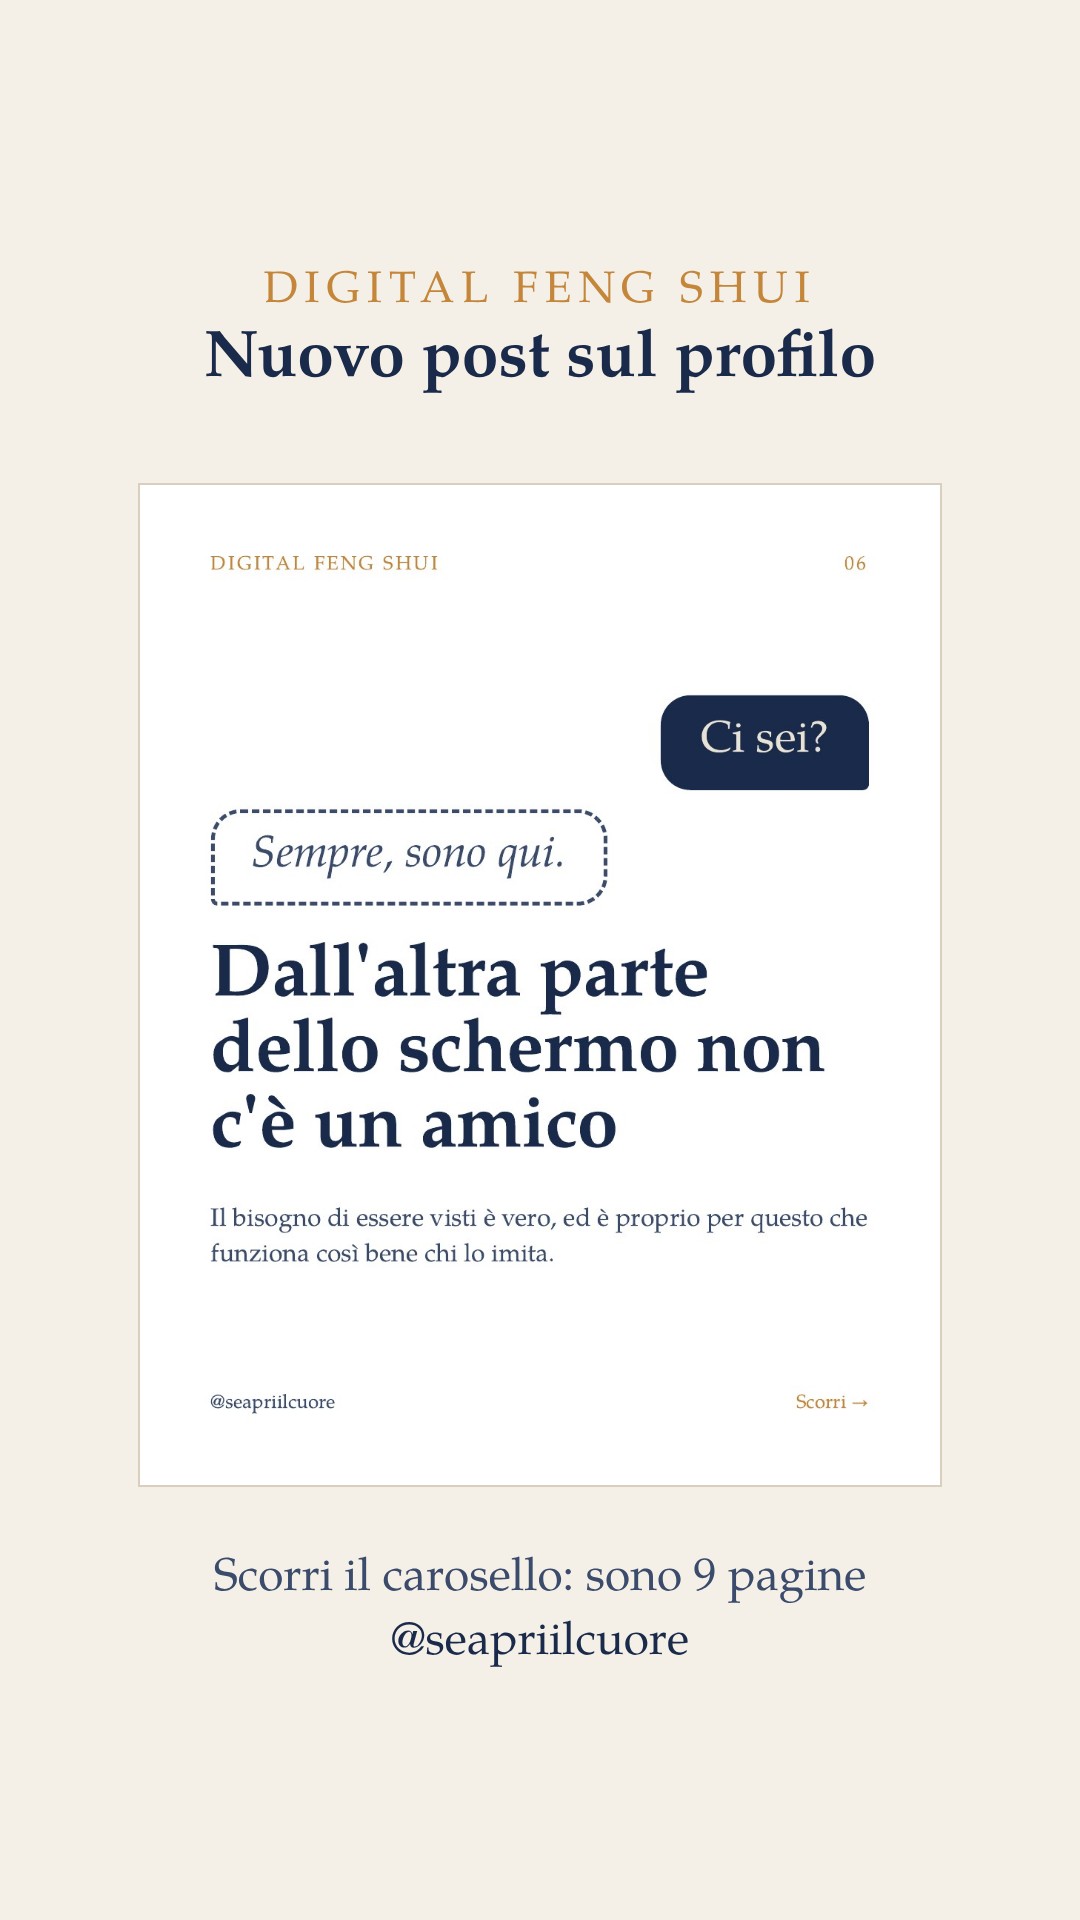 DIGITAL FENG SHUI
Nuovo post sul profilo
DIGITAL FENG SHUI 06
Ci sei?
Sempre, sono qui.
Dall'altra parte
dello schermo non
c'è un amico
Il bisogno di essere visti è vero, ed è proprio per questo che
funziona così bene chi lo imita.
@seapriilcuore Scorri →
Scorri il carosello: sono 9 pagine
@seapriilcuore